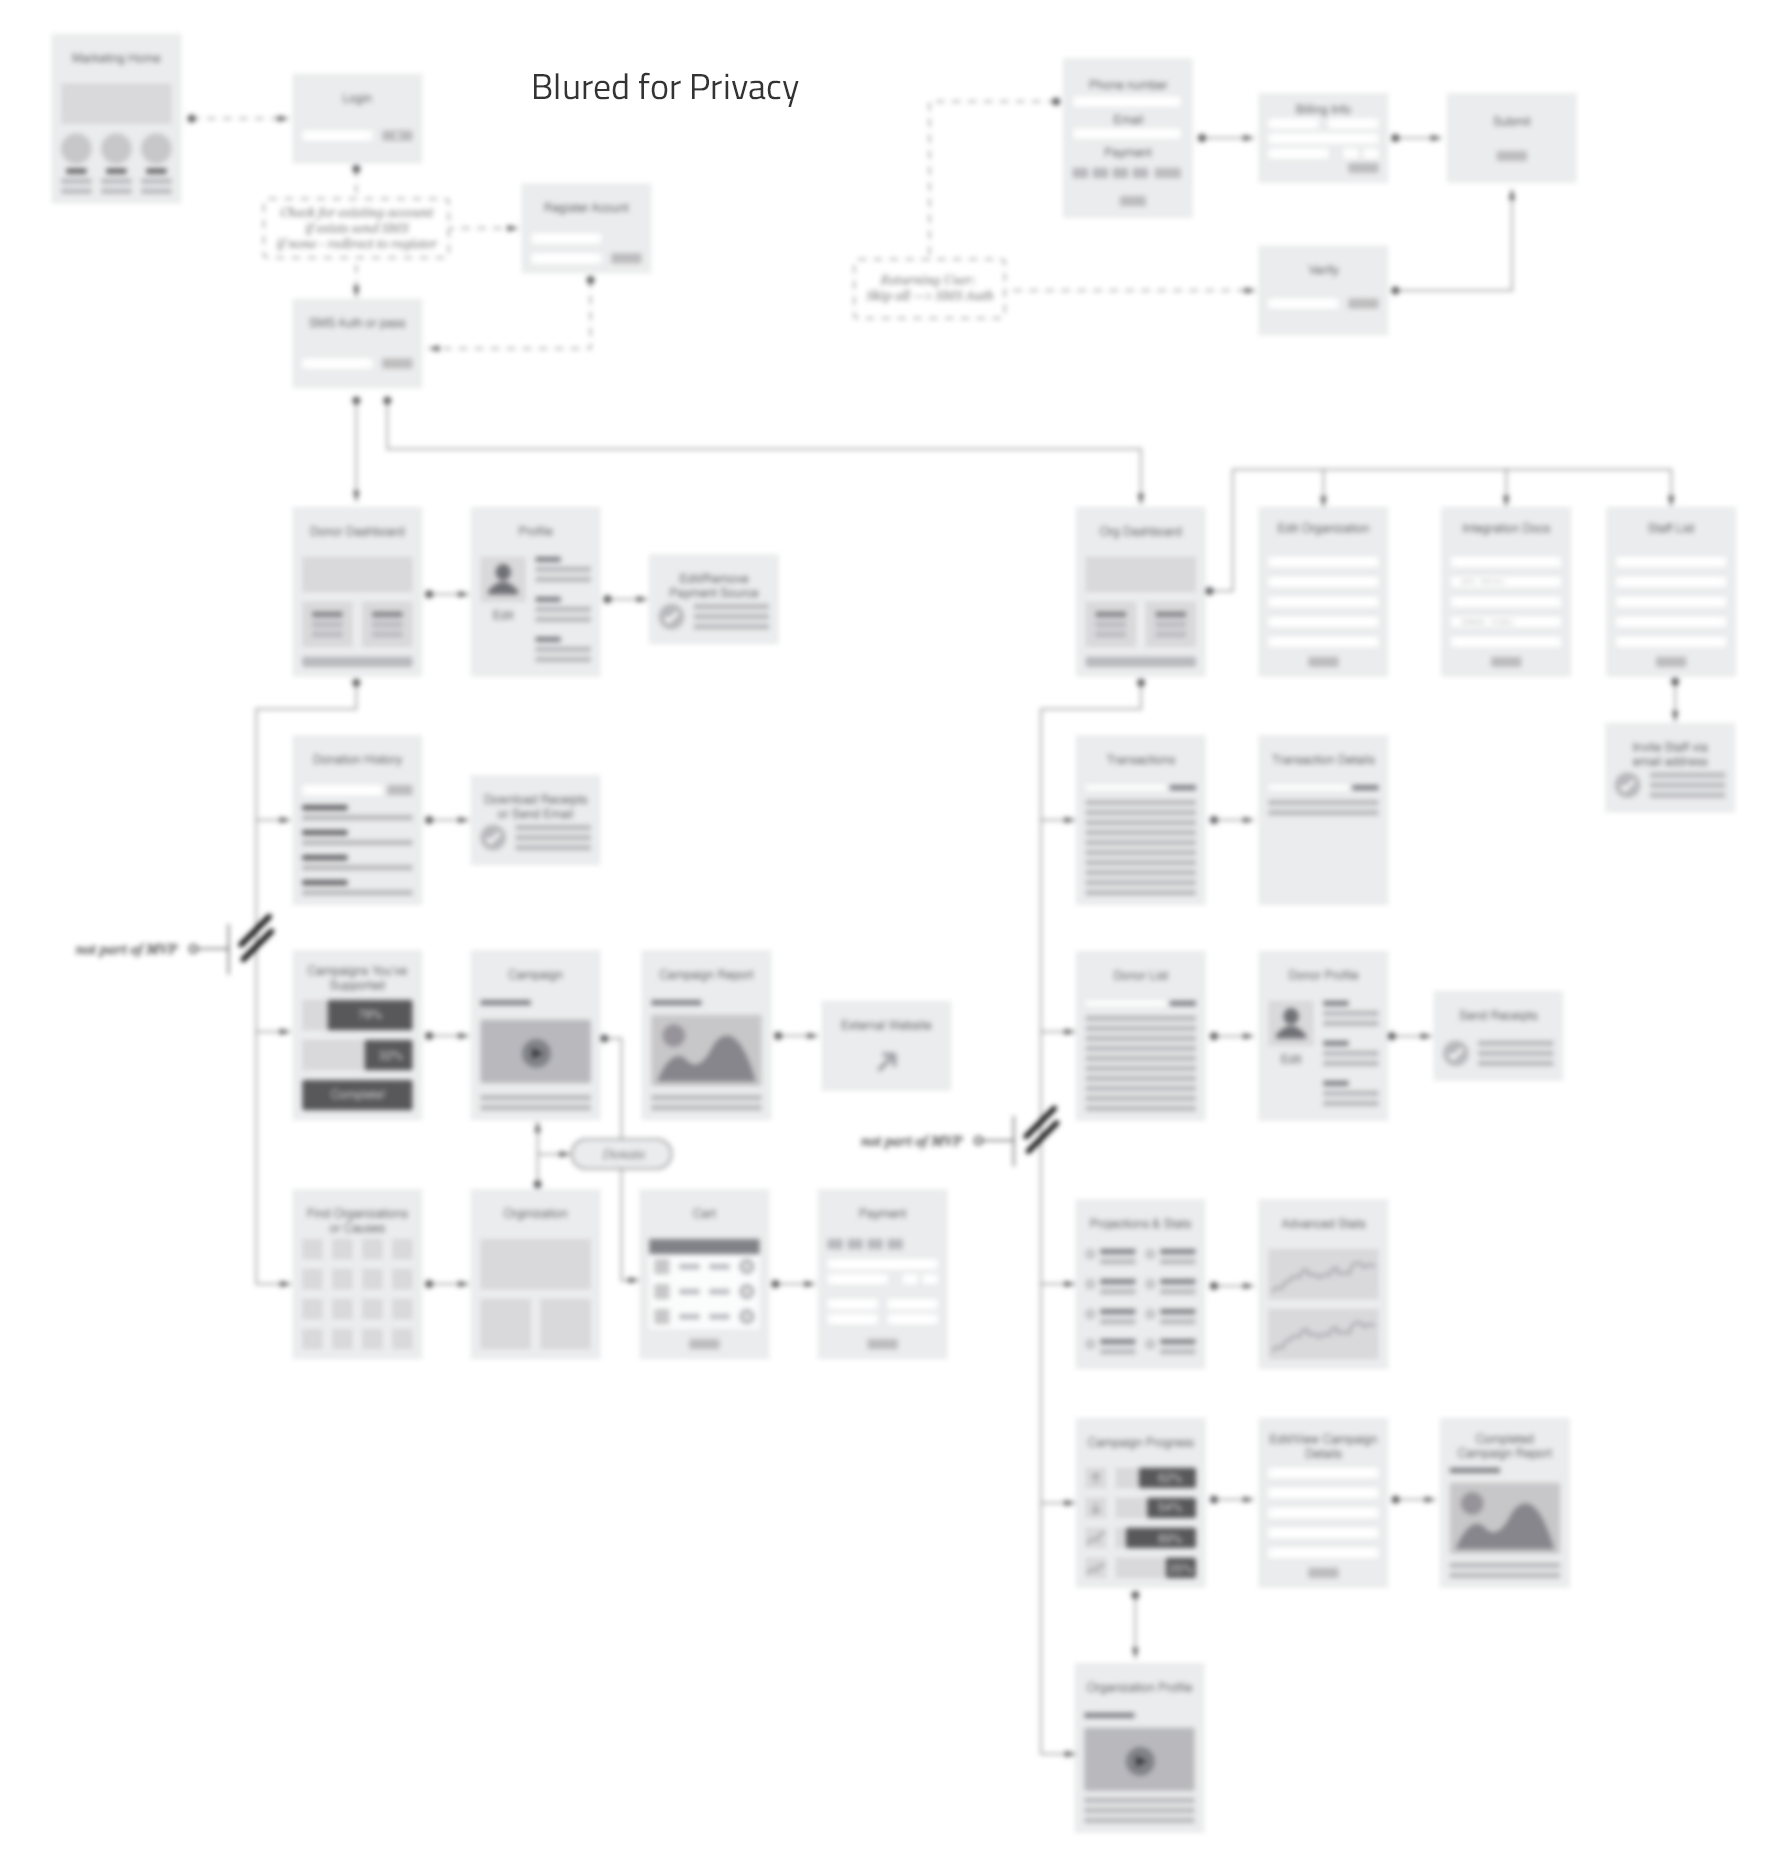 Blured for Privacy
Marketing Home
Login
Check for existing account
if exists send SMS
if none - redirect to register
Register Account
SMS Auth or pass
Phone number
Email
Payment
Billing Info
Submit
Returning User:
Skip all --> SMS Auth
Verify
Donor Dashboard
Profile
Edit
Edit/Remove
Payment Source
Org Dashboard
Edit Organization
Integration Docs
Staff List
Invite Staff via
email address
Donation History
Download Receipts
or Send Email
Transactions
Transaction Details
not part of MVP
Campaigns You've
Supported
78%
Complete!
Campaign
Campaign Report
External Website
Donor List
Donor Profile
Edit
Send Receipts
not part of MVP
Donate
Find Organizations
or Causes
Orgnization
Cart
Payment
Projections & Stats
Advanced Stats
Campaign Progress
Edit/View Campaign
Details
Completed
Campaign Report
Organization Profile